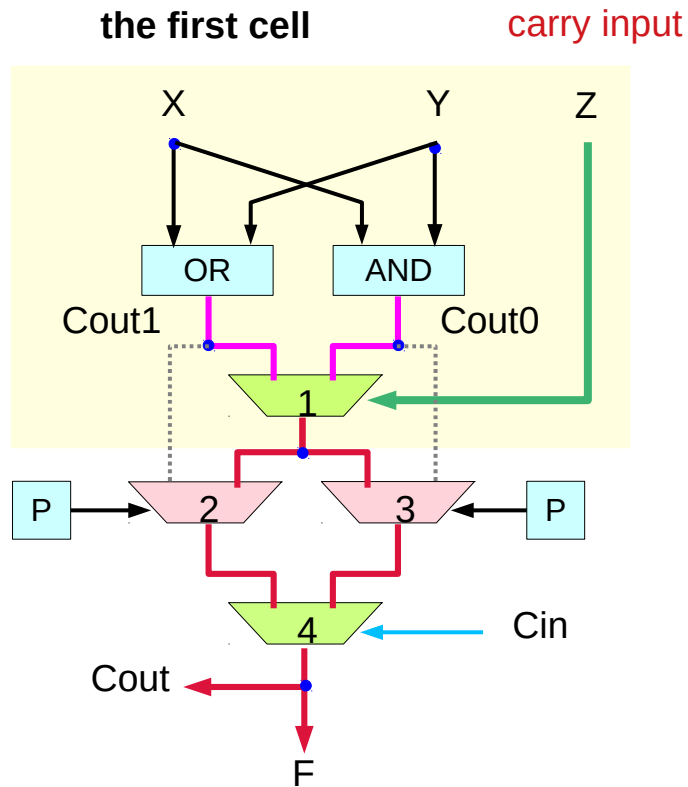 the first cell
carry input
X
Y
Z
OR
AND
Cout1
Cout0
1
P
2
3
P
4
Cin
Cout
F